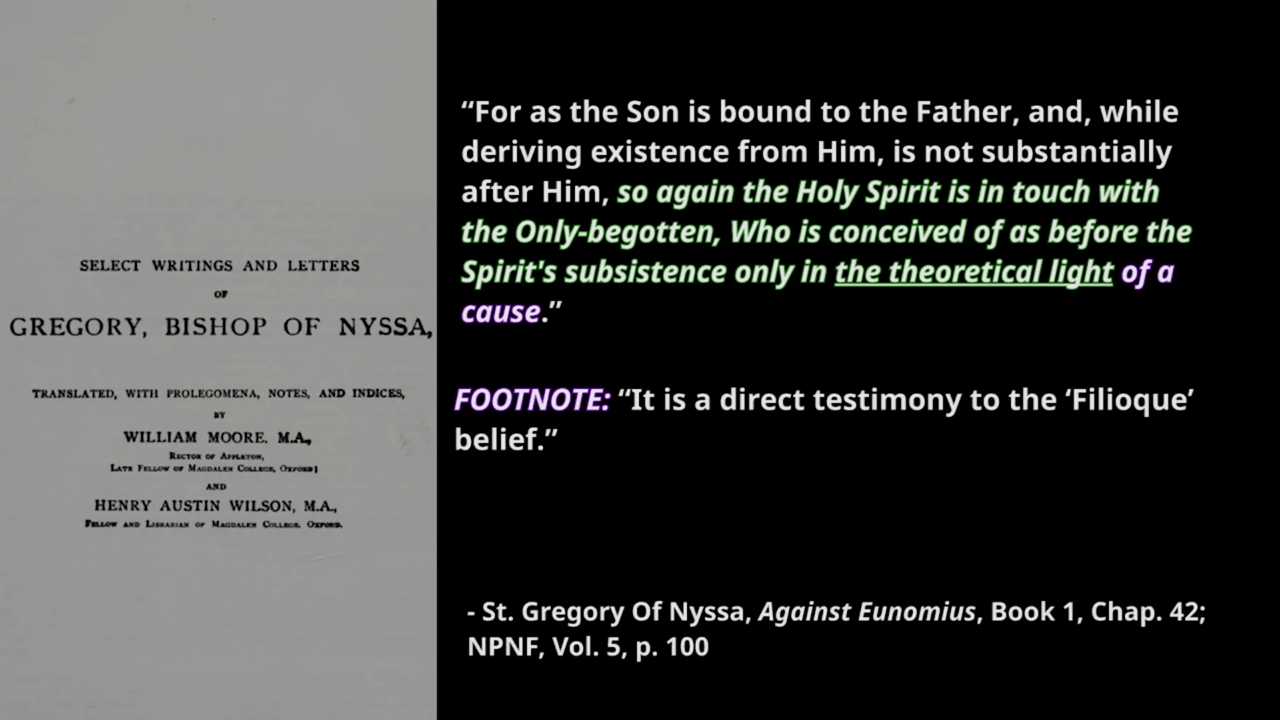 SELECT WRITINGS AND LETTERS
OF
GREGORY, BISHOP OF NYSSA,
TRANSLATED, WITH PROLEGOMENA, NOTES, AND INDICES,
BY
WILLIAM MOORE, M.A.,
RECTOR OF APPLETON,
LATE FELLOW OF MAGDALEN COLLEGE, OXFORD;
AND
HENRY AUSTIN WILSON, M.A.,
FELLOW AND LIBRARIAN OF MAGDALEN COLLEGE, OXFORD.
“For as the Son is bound to the Father, and, while
deriving existence from Him, is not substantially
after Him, so again the Holy Spirit is in touch with
the Only-begotten, Who is conceived of as before the
Spirit's subsistence only in the theoretical light of a
cause.”
FOOTNOTE: “It is a direct testimony to the ‘Filioque’
belief.”
- St. Gregory Of Nyssa, Against Eunomius, Book 1, Chap. 42;
NPNF, Vol. 5, p. 100